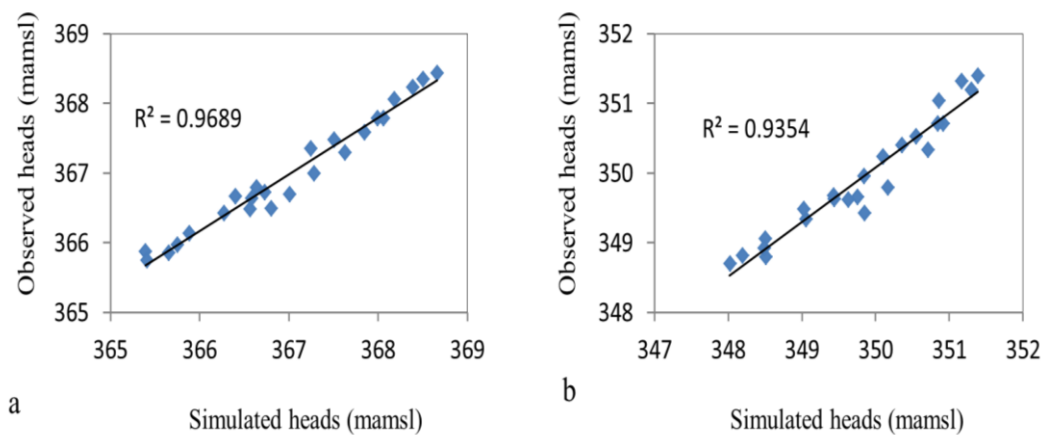 369
368
367
366
365
Observed heads (mamsl)
R² = 0.9689
365 366 367 368 369
a
Simulated heads (mamsl)
352
351
350
349
348
Observed heads (mamsl)
R² = 0.9354
347 348 349 350 351 352
b
Simulated heads (mamsl)